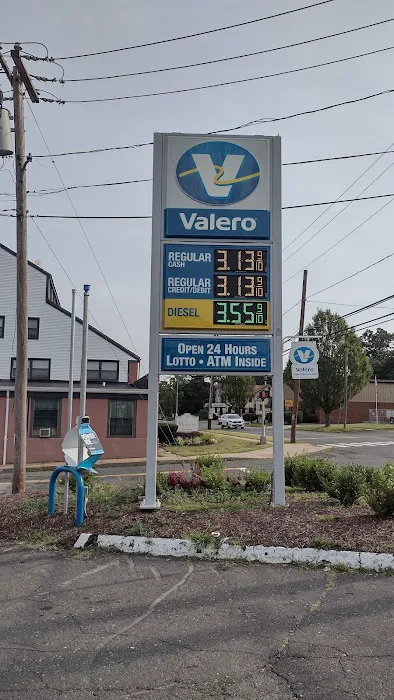 Valero
REGULAR CASH 3.13 9/10
REGULAR CREDIT/DEBIT 3.13 9/10
DIESEL 3.55 9/10
OPEN 24 HOURS
LOTTO • ATM INSIDE
Valero